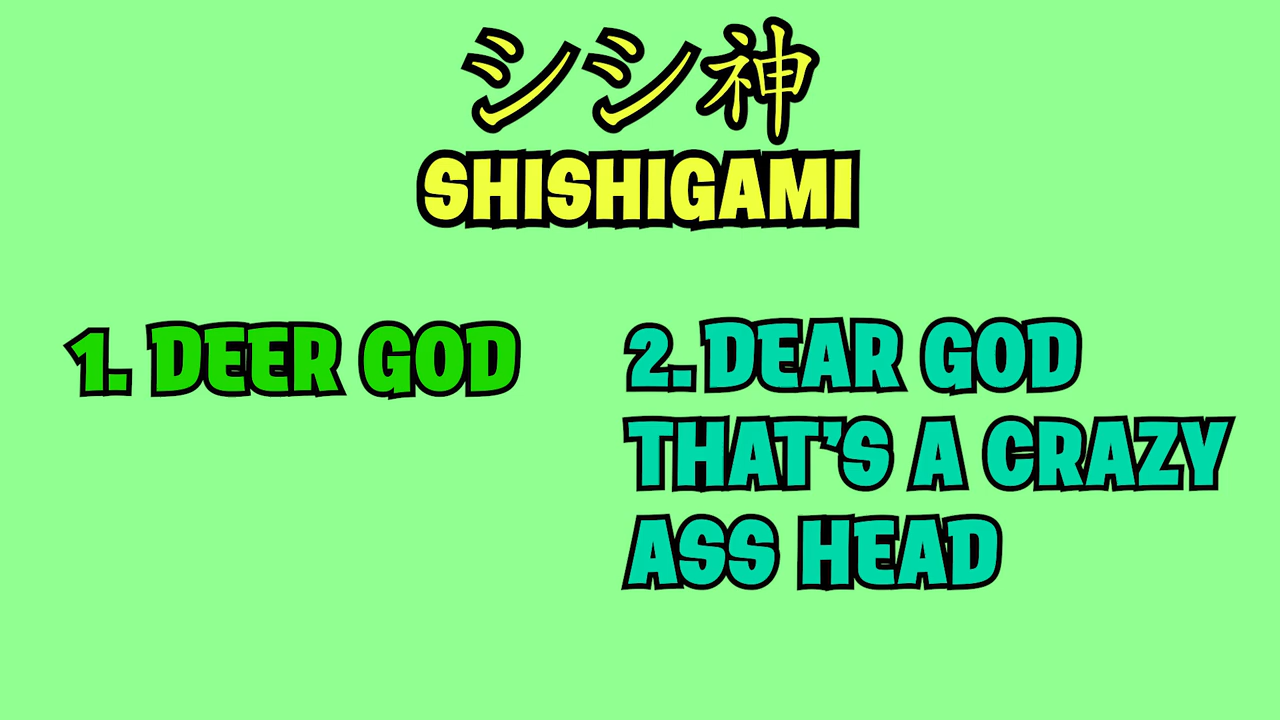 シシ神
SHISHIGAMI
1. DEER GOD
2. DEAR GOD
THAT'S A CRAZY
ASS HEAD